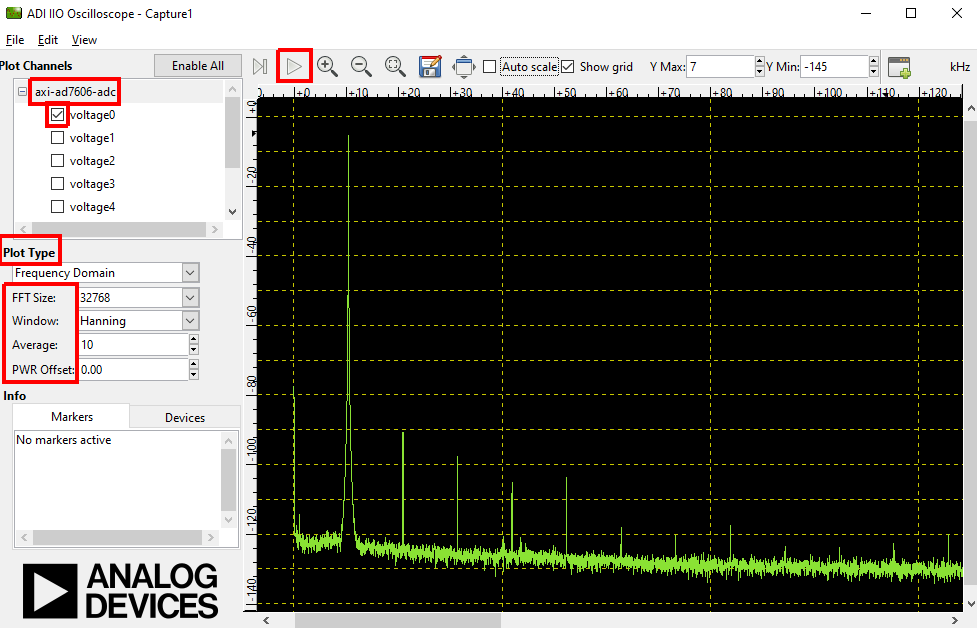 ADI IIO Oscilloscope - Capture1
File Edit View
Plot Channels Enable All Auto scale Show grid Y Max: 7 Y Min: -145 kHz
axi-ad7606-adc
voltage0
voltage1
voltage2
voltage3
voltage4
+0 +10 +20 +30 +40 +50 +60 +70 +80 +90 +100 +110 +120
+0
-20
-40
-60
-80
-100
-120
-140
Plot Type
Frequency Domain
FFT Size: 32768
Window: Hanning
Average: 10
PWR Offset: 0.00
Info
Markers Devices
No markers active
ANALOG
DEVICES